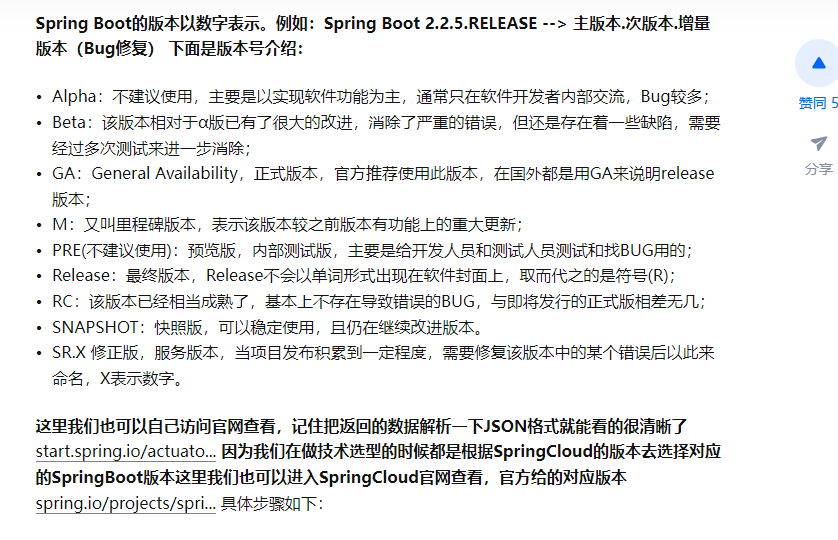 Spring Boot的版本以数字表示。例如：Spring Boot 2.2.5.RELEASE --> 主版本.次版本.增量
版本（Bug修复） 下面是版本号介绍：
• Alpha：不建议使用，主要是以实现软件功能为主，通常只在软件开发者内部交流，Bug较多；
• Beta：该版本相对于α版已有了很大的改进，消除了严重的错误，但还是存在着一些缺陷，需要
经过多次测试来进一步消除；
• GA：General Availability，正式版本，官方推荐使用此版本，在国外都是用GA来说明release
版本；
• M：又叫里程碑版本，表示该版本较之前版本有功能上的重大更新；
• PRE(不建议使用)：预览版，内部测试版，主要是给开发人员和测试人员测试和找BUG用的；
• Release：最终版本，Release不会以单词形式出现在软件封面上，取而代之的是符号(R)；
• RC：该版本已经相当成熟了，基本上不存在导致错误的BUG，与即将发行的正式版相差无几；
• SNAPSHOT：快照版，可以稳定使用，且仍在继续改进版本。
• SR.X 修正版，服务版本，当项目发布积累到一定程度，需要修复该版本中的某个错误后以此来
命名，X表示数字。
这里我们也可以自己访问官网查看，记住把返回的数据解析一下JSON格式就能看的很清晰了
start.spring.io/actuato... 因为我们在做技术选型的时候都是根据SpringCloud的版本去选择对应
的SpringBoot版本这里我们也可以进入SpringCloud官网查看，官方给的对应版本
spring.io/projects/spri... 具体步骤如下：
赞同 5
分享